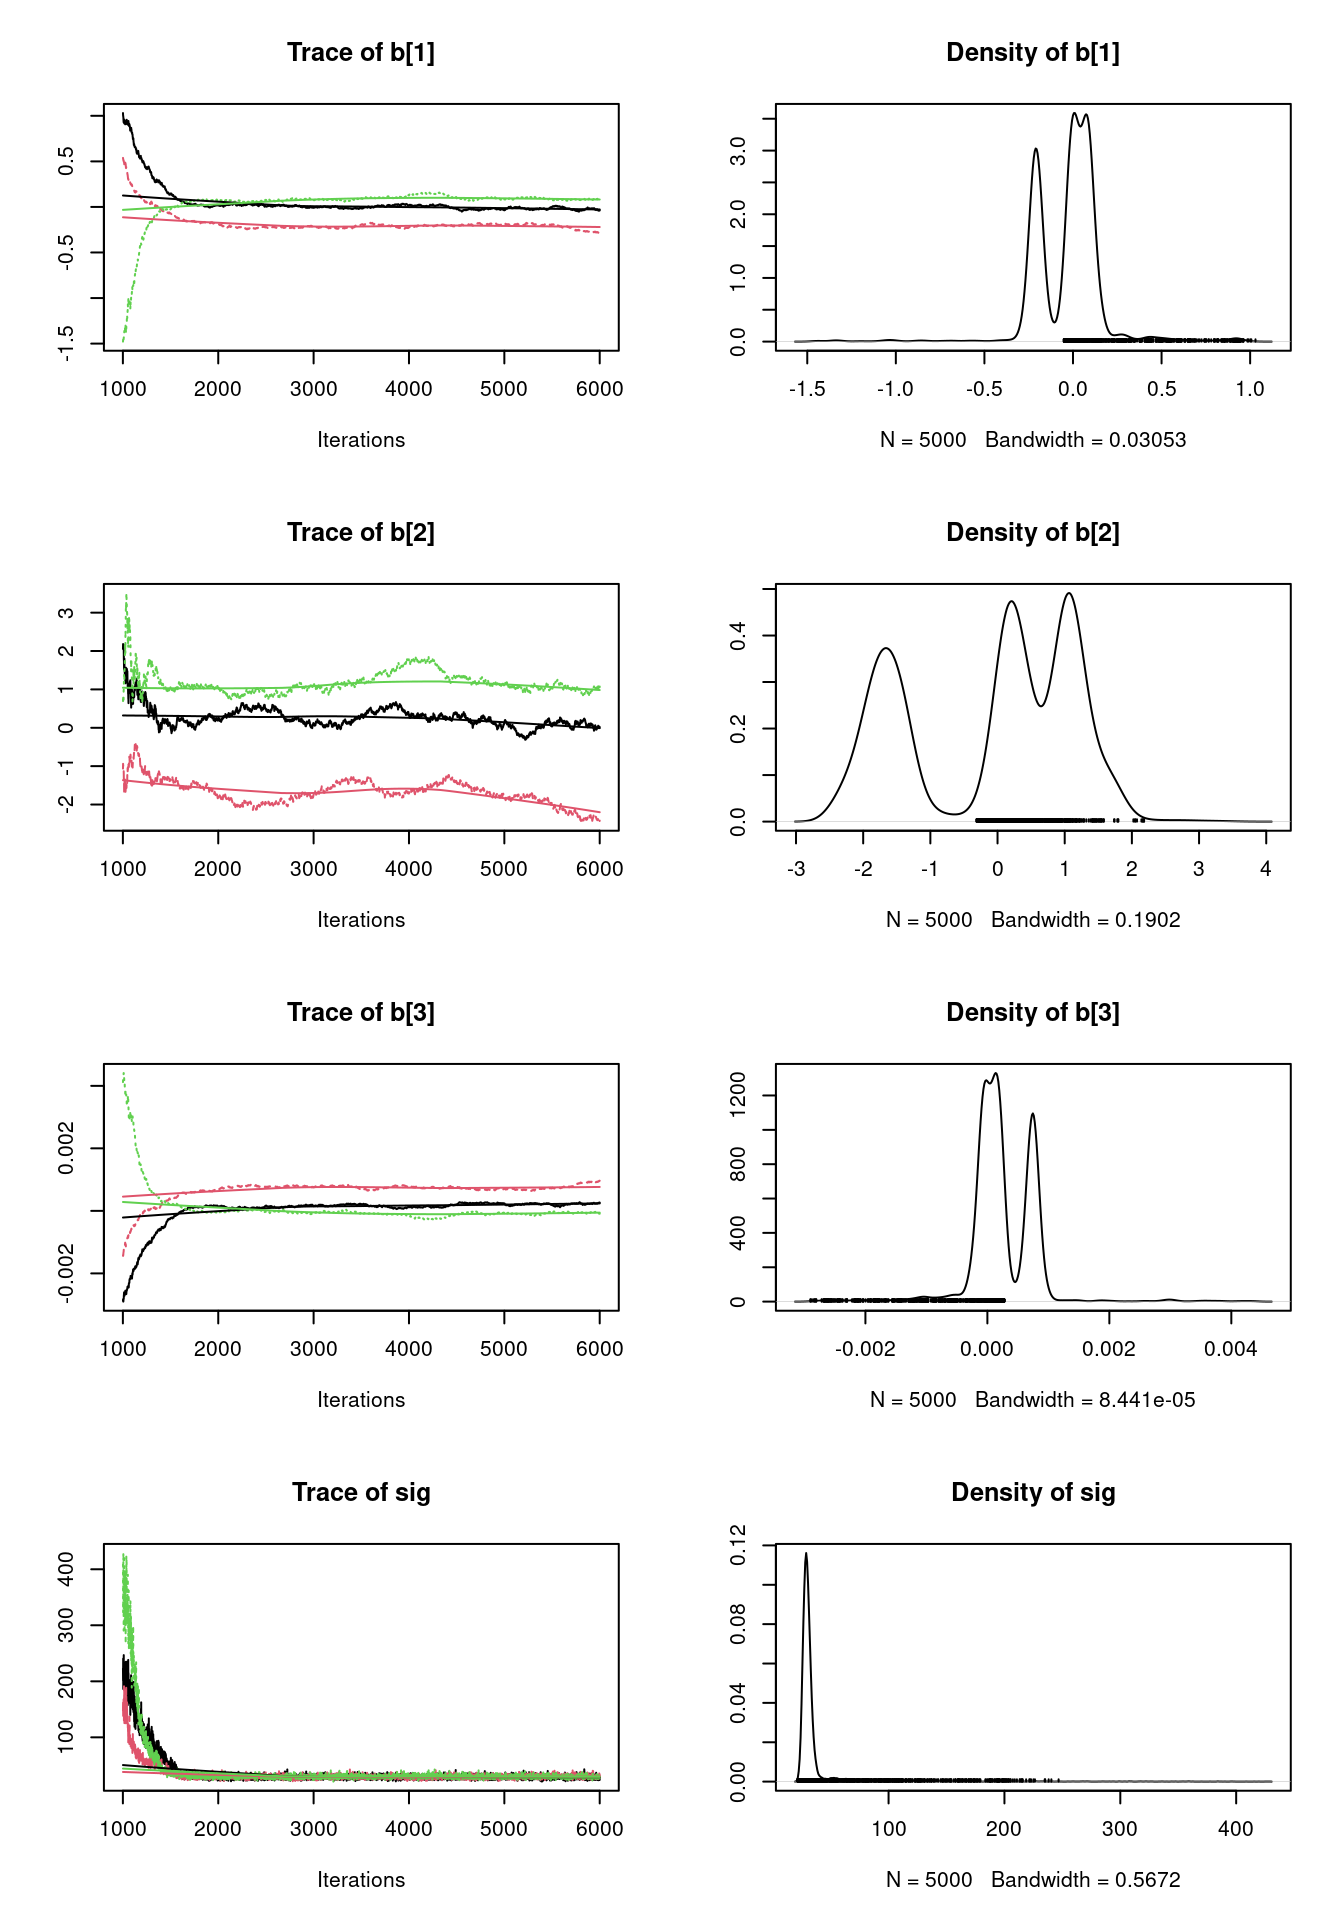 Trace of b[1]
0.5
-0.5
-1.5
1000 2000 3000 4000 5000 6000
Iterations
Density of b[1]
3.0
2.0
1.0
0.0
-1.5 -1.0 -0.5 0.0 0.5 1.0
N = 5000 Bandwidth = 0.03053
Trace of b[2]
3
2
1
0
-1
-2
1000 2000 3000 4000 5000 6000
Iterations
Density of b[2]
0.4
0.2
0.0
-3 -2 -1 0 1 2 3 4
N = 5000 Bandwidth = 0.1902
Trace of b[3]
0.002
-0.002
1000 2000 3000 4000 5000 6000
Iterations
Density of b[3]
1200
800
400
0
-0.002 0.000 0.002 0.004
N = 5000 Bandwidth = 8.441e-05
Trace of sig
400
300
200
100
1000 2000 3000 4000 5000 6000
Iterations
Density of sig
0.12
0.08
0.04
0.00
100 200 300 400
N = 5000 Bandwidth = 0.5672